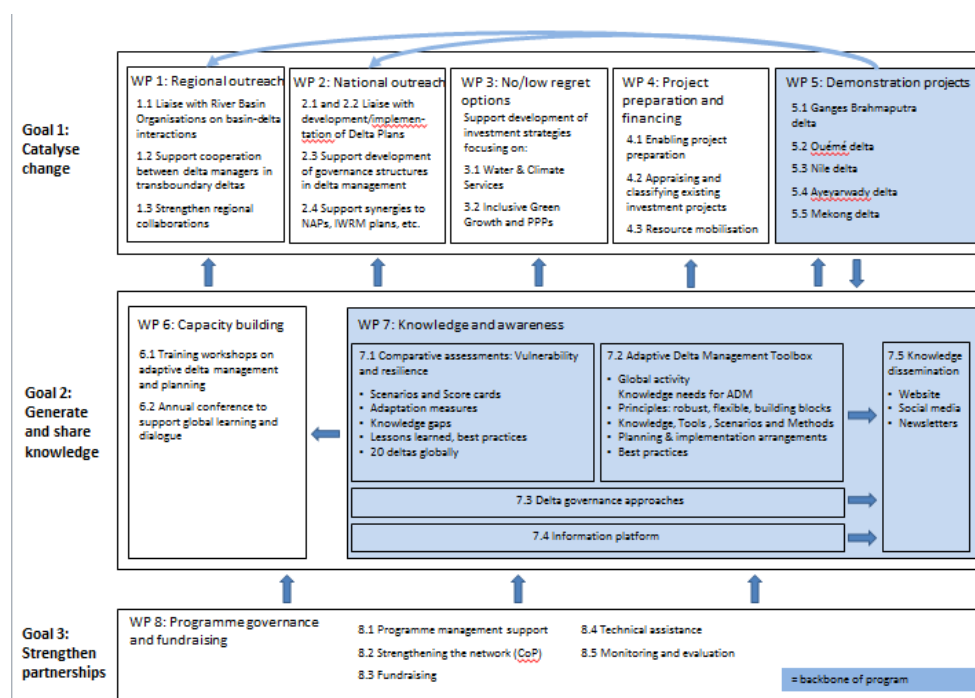 Goal 1:
Catalyse
change
WP 1: Regional outreach
1.1 Liaise with River Basin
Organisations on basin-delta
interactions
1.2 Support cooperation
between delta managers in
transboundary deltas
1.3 Strengthen regional
collaborations
WP 2: National outreach
2.1 and 2.2 Liaise with
development/implemen-
tation of Delta Plans
2.3 Support development
of governance structures
in delta management
2.4 Support synergies to
NAPs, IWRM plans, etc.
WP 3: No/low regret
options
Support development of
investment strategies
focusing on:
3.1 Water & Climate
Services
3.2 Inclusive Green
Growth and PPPs
WP 4: Project
preparation and
financing
4.1 Enabling project
preparation
4.2 Appraising and
classifying existing
investment projects
4.3 Resource mobilisation
WP 5: Demonstration projects
5.1 Ganges Brahmaputra
delta
5.2 Ouémé delta
5.3 Nile delta
5.4 Ayeyarwady delta
5.5 Mekong delta
Goal 2:
Generate
and share
knowledge
WP 6: Capacity building
6.1 Training workshops on
adaptive delta management
and planning
6.2 Annual conference to
support global learning and
dialogue
WP 7: Knowledge and awareness
7.1 Comparative assessments: Vulnerability
and resilience
• Scenarios and Score cards
• Adaptation measures
• Knowledge gaps
• Lessons learned, best practices
• 20 deltas globally
7.2 Adaptive Delta Management Toolbox
• Global activity
Knowledge needs for ADM
• Principles: robust, flexible, building blocks
• Knowledge, Tools , Scenarios and Methods
• Planning & implementation arrangements
• Best practices
7.5 Knowledge
dissemination
• Website
• Social media
• Newsletters
7.3 Delta governance approaches
7.4 Information platform
Goal 3:
Strengthen
partnerships
WP 8: Programme governance
and fundraising
8.1 Programme management support
8.2 Strengthening the network (CoP)
8.3 Fundraising
8.4 Technical assistance
8.5 Monitoring and evaluation
= backbone of program